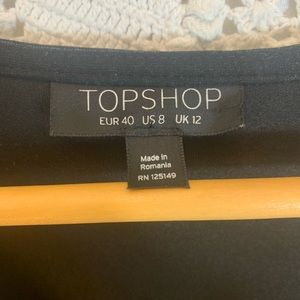 TOPSHOP
EUR 40 US 8 UK 12
Made in
Romania
RN 125149